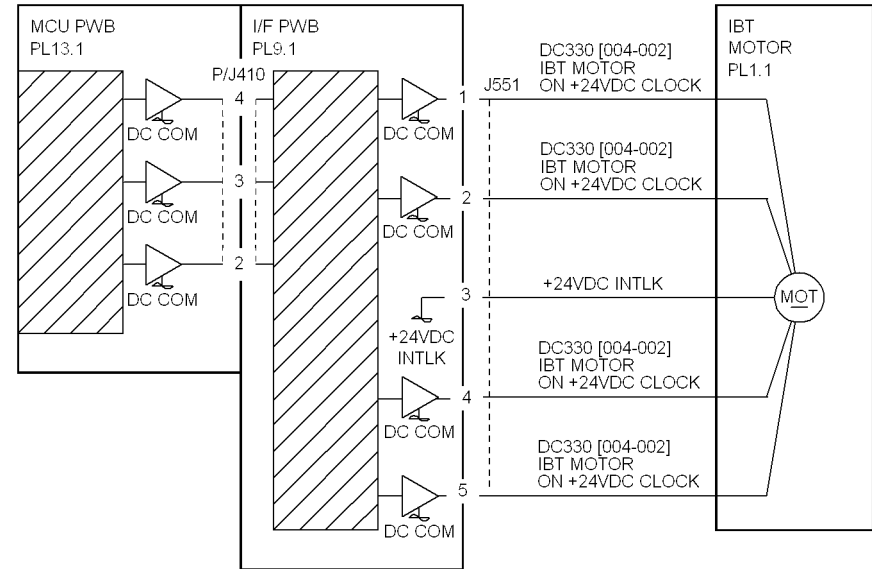 MCU PWB
PL13.1
I/F PWB
PL9.1
IBT
MOTOR
PL1.1
P/J410
J551
DC330 [004-002]
IBT MOTOR
ON +24VDC CLOCK
4
1
DC COM
DC COM
DC330 [004-002]
IBT MOTOR
ON +24VDC CLOCK
3
2
DC COM
DC COM
2
DC COM
3
+24VDC INTLK
MOT
+24VDC
INTLK
DC330 [004-002]
IBT MOTOR
ON +24VDC CLOCK
4
DC COM
DC330 [004-002]
IBT MOTOR
ON +24VDC CLOCK
5
DC COM